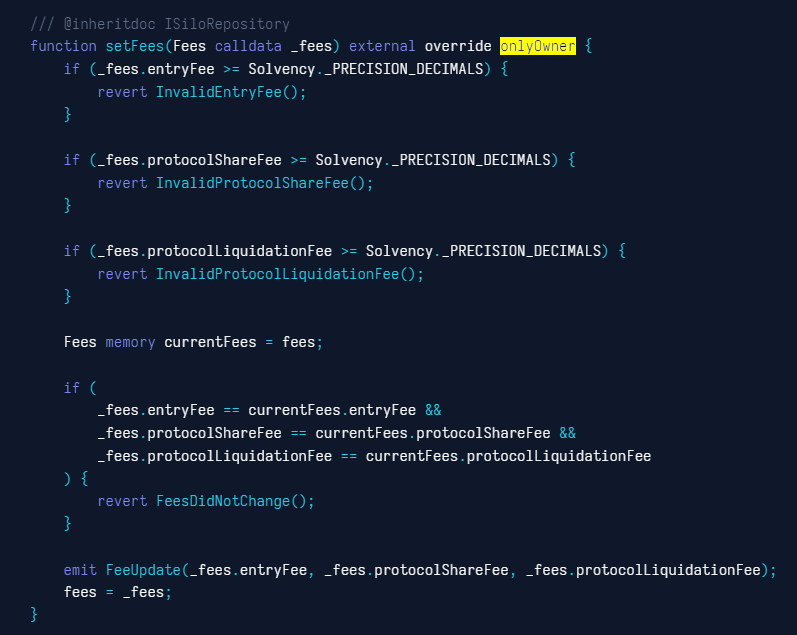 /// @inheritdoc ISiloRepository
function setFees(Fees calldata _fees) external override onlyOwner {
    if (_fees.entryFee >= Solvency._PRECISION_DECIMALS) {
        revert InvalidEntryFee();
    }

    if (_fees.protocolShareFee >= Solvency._PRECISION_DECIMALS) {
        revert InvalidProtocolShareFee();
    }

    if (_fees.protocolLiquidationFee >= Solvency._PRECISION_DECIMALS) {
        revert InvalidProtocolLiquidationFee();
    }

    Fees memory currentFees = fees;

    if (
        _fees.entryFee == currentFees.entryFee &&
        _fees.protocolShareFee == currentFees.protocolShareFee &&
        _fees.protocolLiquidationFee == currentFees.protocolLiquidationFee
    ) {
        revert FeesDidNotChange();
    }

    emit FeeUpdate(_fees.entryFee, _fees.protocolShareFee, _fees.protocolLiquidationFee);
    fees = _fees;
}